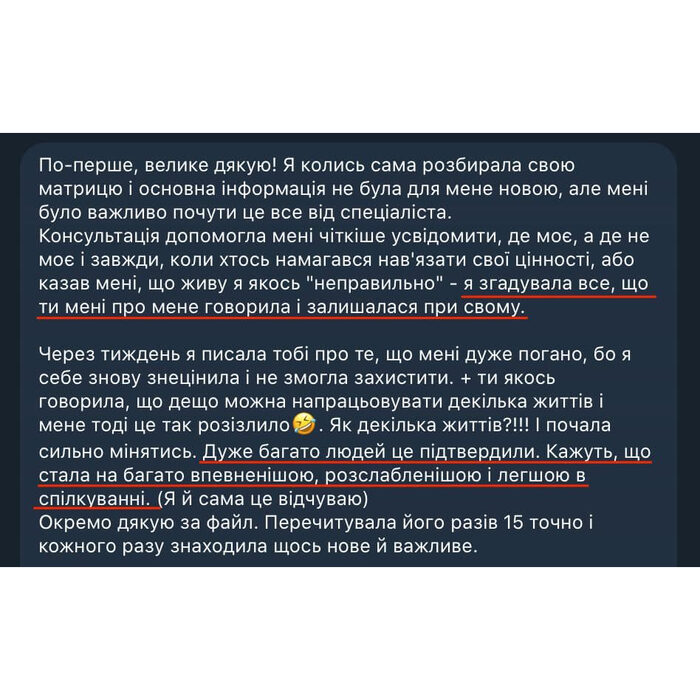 По-перше, велике дякую! Я колись сама розбирала свою
матрицю і основна інформація не була для мене новою, але мені
було важливо почути це все від спеціаліста.
Консультація допомогла мені чіткіше усвідомити, де моє, а де не
моє і завжди, коли хтось намагався нав'язати свої цінності, або
казав мені, що живу я якось "неправильно" - я згадувала все, що
ти мені про мене говорила і залишалася при свому.
Через тиждень я писала тобі про те, що мені дуже погано, бо я
себе знову знецінила і не змогла захистити. + ти якось
говорила, що дещо можна напрацьовувати декілька життів і
мене тоді це так розізлило🤣. Як декілька життів?!!! І почала
сильно мінятись. Дуже багато людей це підтвердили. Кажуть, що
стала на багато впевненішою, розслабленішою і легшою в
спілкуванні. (Я й сама це відчуваю)
Окремо дякую за файл. Перечитувала його разів 15 точно і
кожного разу знаходила щось нове й важливе.